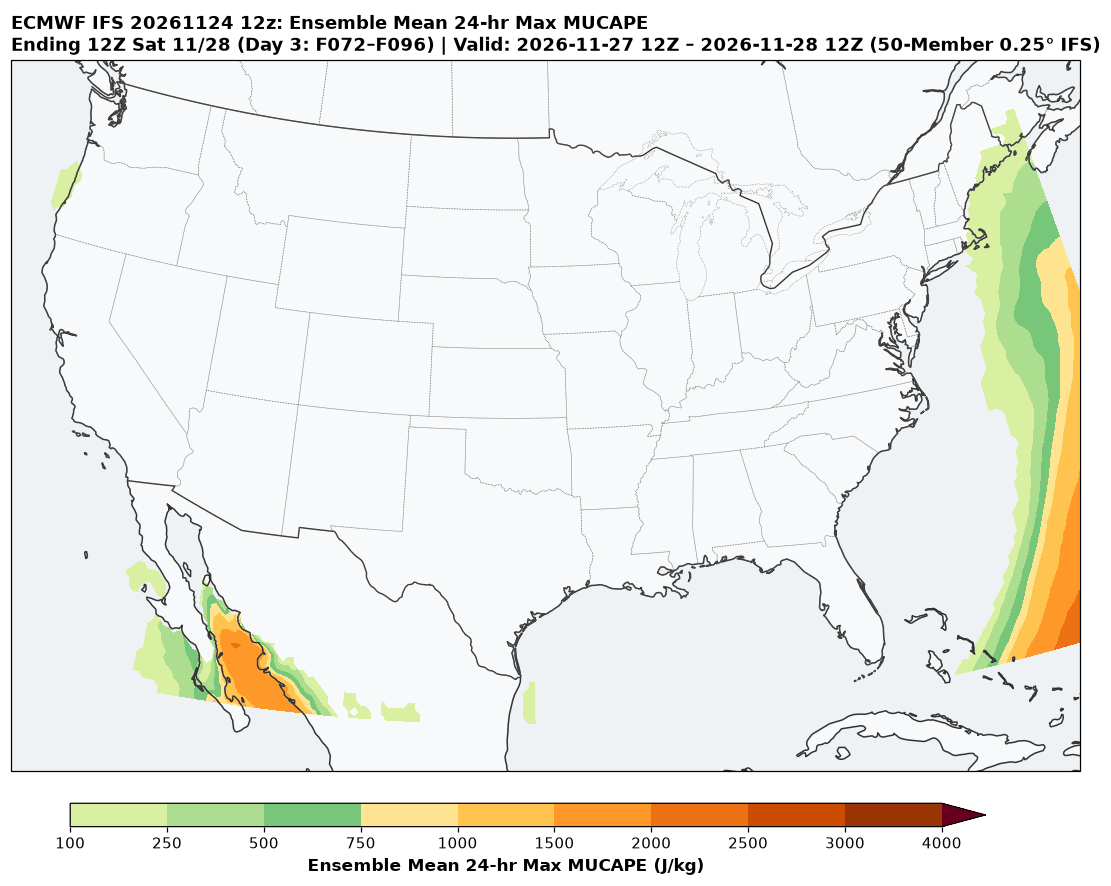 ECMWF IFS 20261124 12z: Ensemble Mean 24-hr Max MUCAPE
Ending 12Z Sat 11/28 (Day 3: F072–F096) | Valid: 2026-11-27 12Z – 2026-11-28 12Z (50-Member 0.25° IFS)
100 250 500 750 1000 1500 2000 2500 3000 4000
Ensemble Mean 24-hr Max MUCAPE (J/kg)